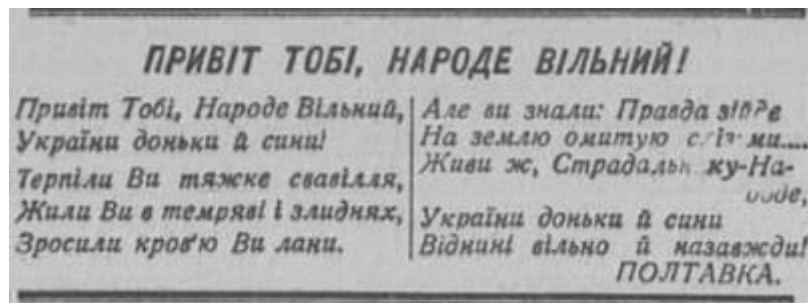 ПРИВІТ ТОБІ, НАРОДЕ ВІЛЬНИЙ!
Привіт Тобі, Народе Вільний,
України доньки й сини!
Терпіли Ви тяжке свавілля,
Жили Ви в темряві і злиднях,
Зросили кров'ю Ви лани.
Але ви знали: Правда
На землю омитую
Живи ж, На-
України доньки й сини
Віднині вільно й назавжди!
ПОЛТАВКА.